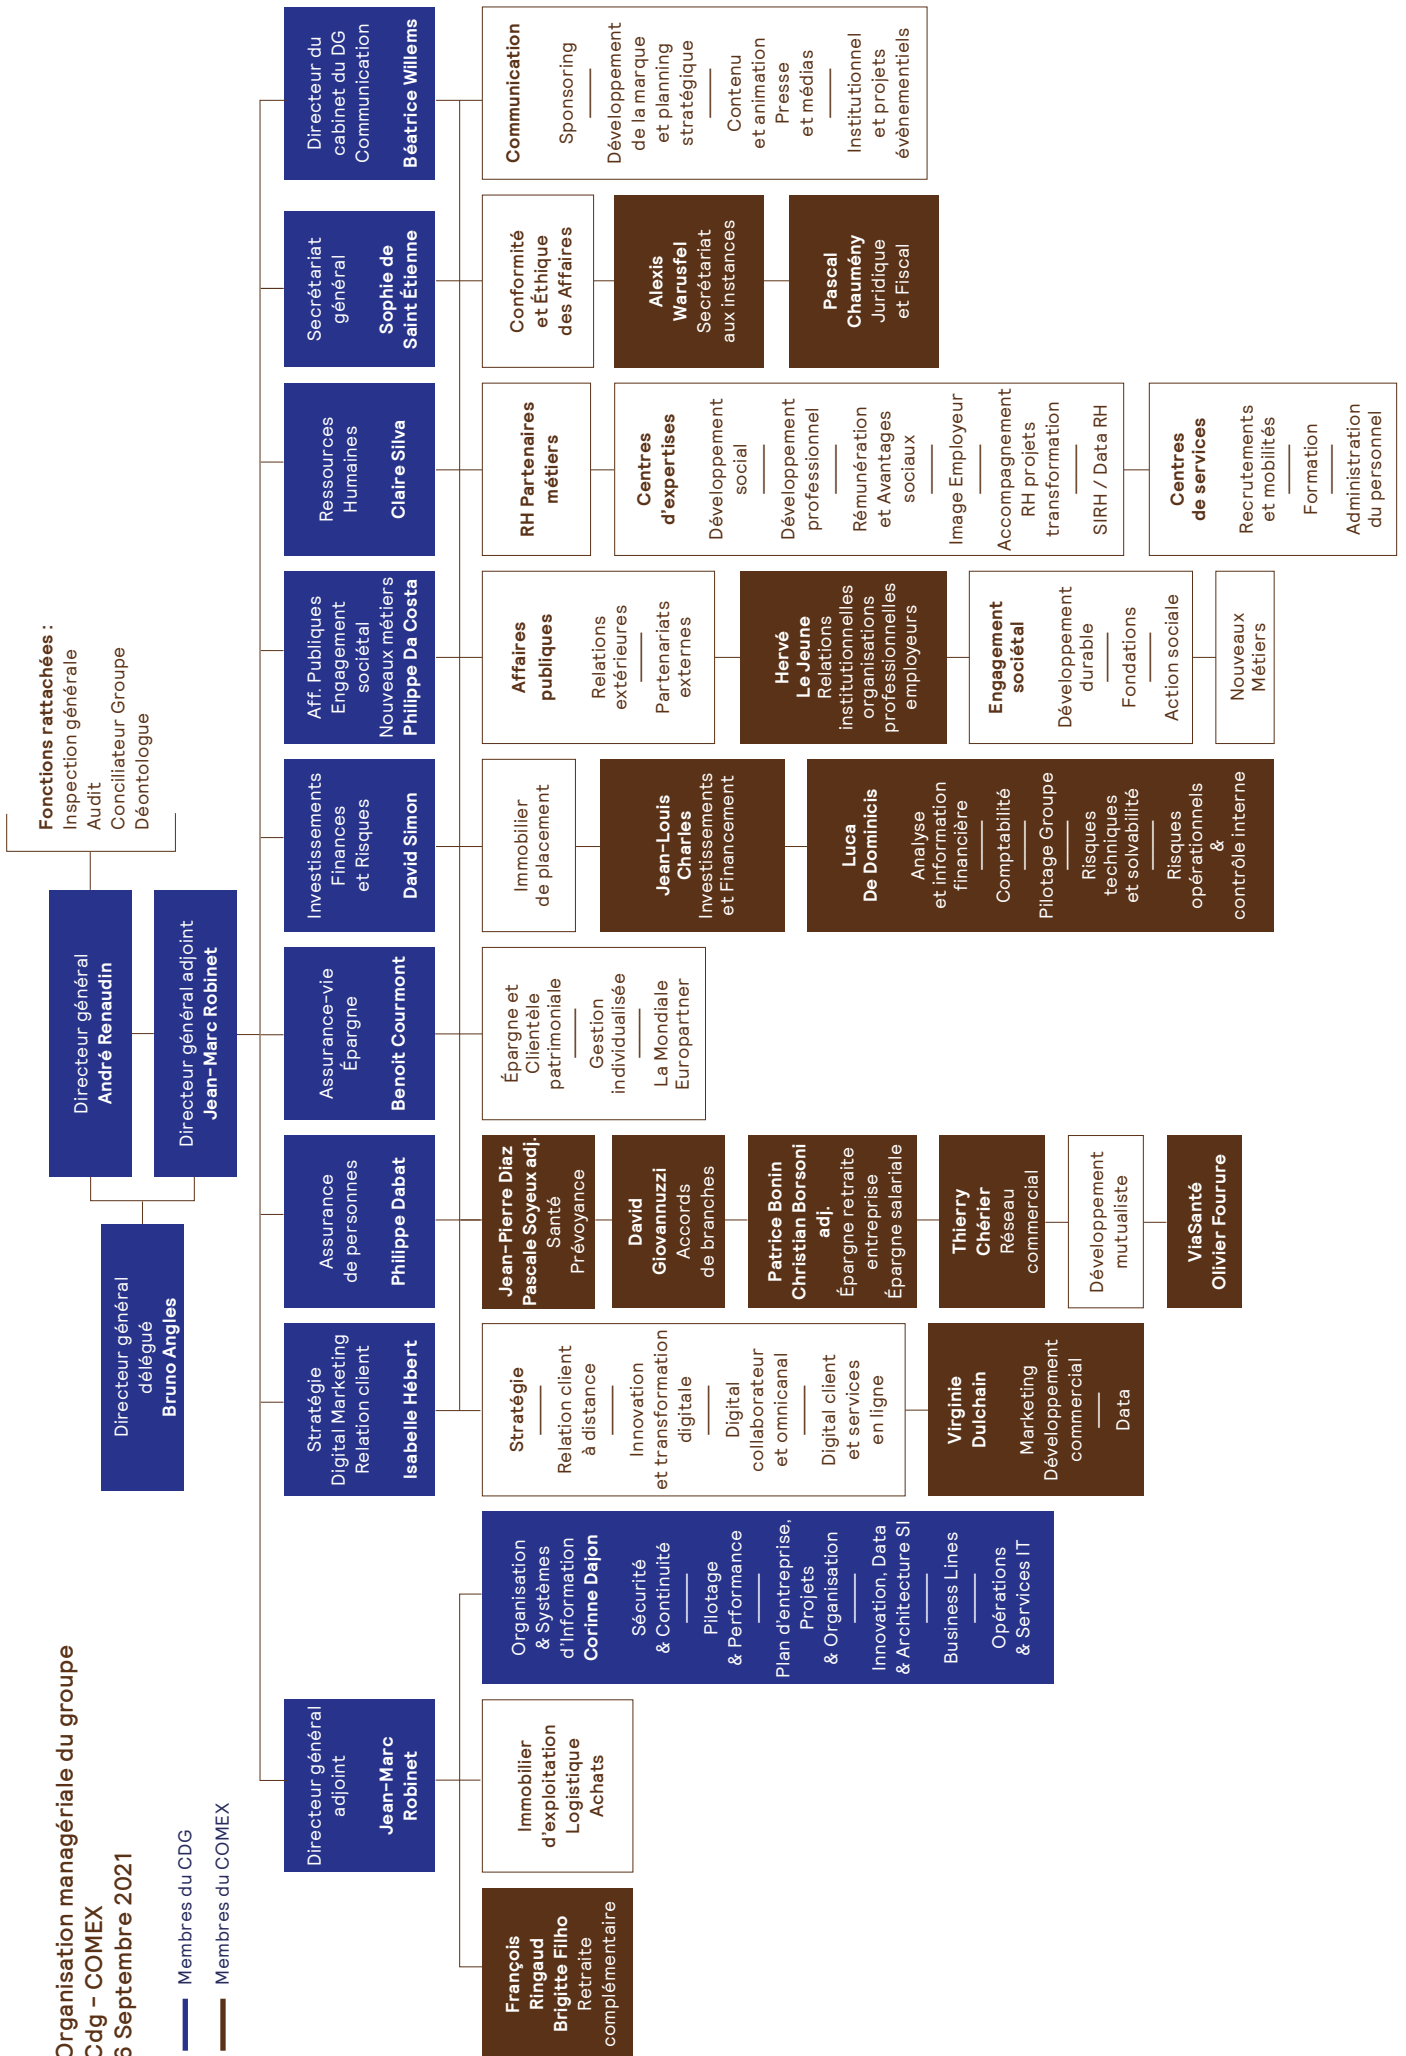 Organisation managériale du groupe
Cdg - COMEX
6 Septembre 2021
Membres du CDG
Membres du COMEX
Directeur général
délégué
Bruno Angles
Directeur général
André Renaudin
Directeur général adjoint
Jean-Marc Robinet
Fonctions rattachées :
Inspection générale
Audit
Conciliateur Groupe
Déontologue
Directeur général
adjoint
Jean-Marc
Robinet
François
Ringaud
Brigitte Filho
Retraite
complémentaire
Immobilier
d'exploitation
Logistique
Achats
Organisation
& Systèmes
d'Information
Corinne Dajon
Sécurité
& Continuité
Pilotage
& Performance
Plan d'entreprise,
Projets
& Organisation
Innovation, Data
& Architecture SI
Business Lines
Opérations
& Services IT
Stratégie
Digital Marketing
Relation client
Isabelle Hébert
Stratégie
Relation client
à distance
Innovation
et transformation
digitale
Digital
collaborateur
et omnicanal
Digital client
et services
en ligne
Virginie
Dulchain
Marketing
Développement
commercial
Data
Assurance
de personnes
Philippe Dabat
Jean-Pierre Diaz
Pascale Soyeux adj.
Santé
Prévoyance
David
Giovannuzzi
Accords
de branches
Patrice Bonin
Christian Borsoni
adj.
Épargne retraite
entreprise
Épargne salariale
Thierry
Chérier
Réseau
commercial
Développement
mutualiste
ViaSanté
Olivier Fourure
Assurance-vie
Épargne
Benoit Courmont
Épargne et
Clientèle
patrimoniale
Gestion
individualisée
La Mondiale
Europartner
Investissements
Finances
et Risques
David Simon
Immobilier
de placement
Jean-Louis
Charles
Investissements
et Financement
Luca
De Dominicis
Analyse
et information
financière
Comptabilité
Pilotage Groupe
Risques
techniques
et solvabilité
Risques
opérationnels
&
contrôle interne
Aff. Publiques
Engagement
sociétal
Nouveaux métiers
Philippe Da Costa
Affaires
publiques
Relations
extérieures
Partenariats
externes
Hervé
Le Jeune
Relations
institutionnelles
organisations
professionnelles
employeurs
Engagement
sociétal
Développement
durable
Fondations
Action sociale
Nouveaux
Métiers
Ressources
Humaines
Claire Silva
RH Partenaires
métiers
Centres
d'expertises
Développement
social
Développement
professionnel
Rémunération
et Avantages
sociaux
Image Employeur
Accompagnement
RH projets
transformation
SIRH / Data RH
Centres
de services
Recrutements
et mobilités
Formation
Administration
du personnel
Secrétariat
général
Sophie de
Saint Étienne
Conformité
et Éthique
des Affaires
Alexis
Warusfel
Secrétariat
aux instances
Pascal
Chaumény
Juridique
et Fiscal
Directeur du
cabinet du DG
Communication
Béatrice Willems
Communication
Sponsoring
Développement
de la marque
et planning
stratégique
Contenu
et animation
Presse
et médias
Institutionnel
et projets
évènementiels